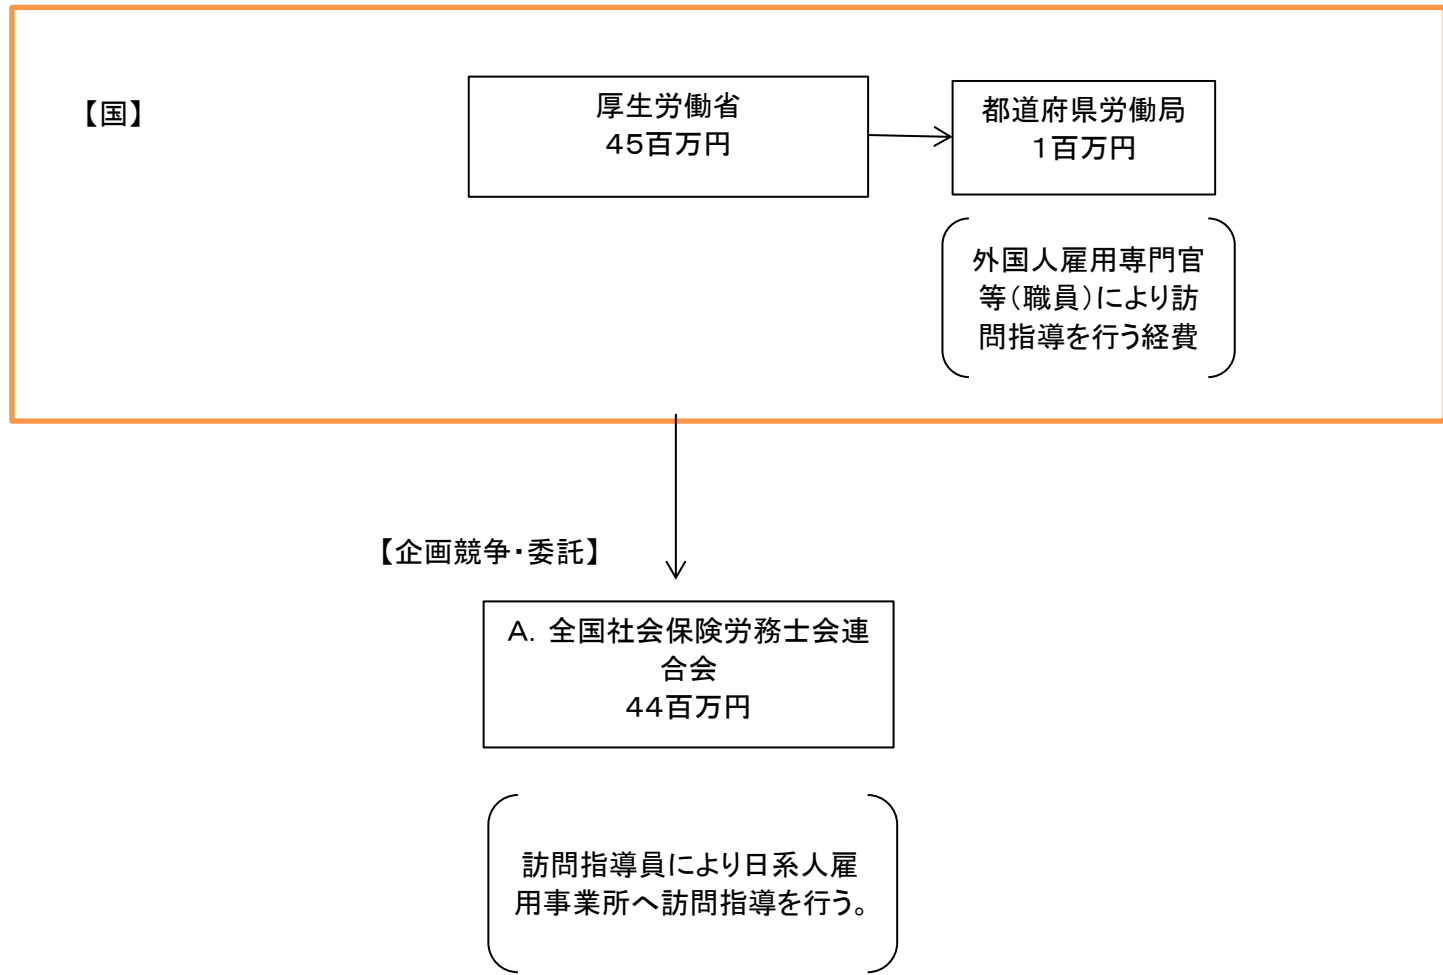 【国】
厚生労働省
４５百万円
都道府県労働局
１百万円
外国人雇用専門官
等（職員）により訪
問指導を行う経費
【企画競争・委託】
Ａ．全国社会保険労務士会連
合会
４４百万円
訪問指導員により日系人雇
用事業所へ訪問指導を行う。